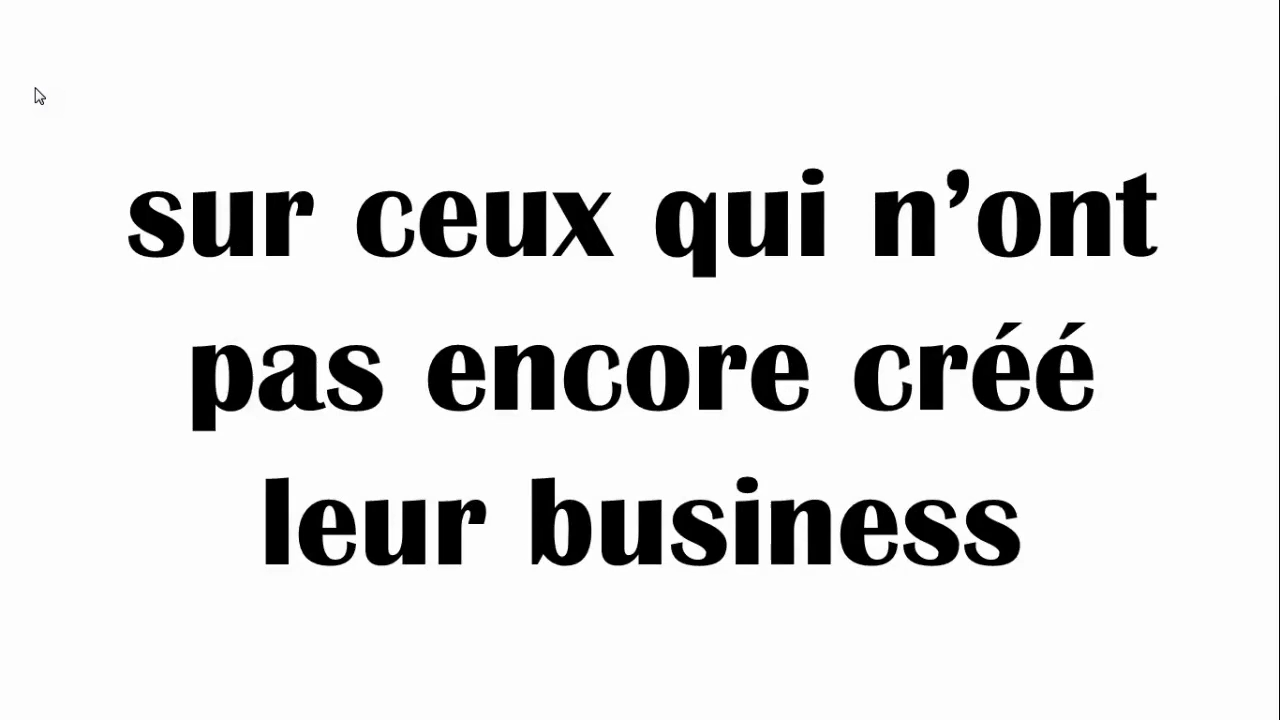 sur ceux qui n’ont
pas encore créé
leur business